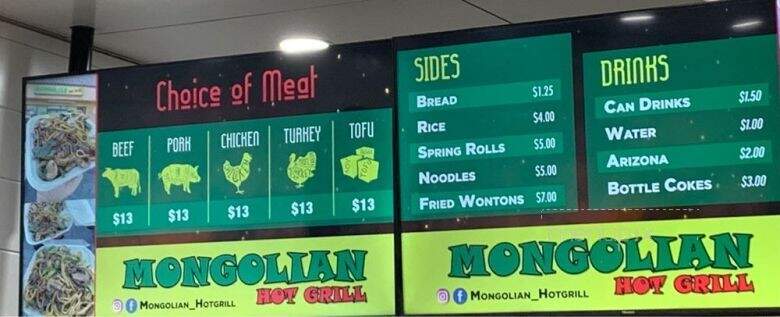 Choice of Meat
BEEF PORK CHICKEN TURKEY TOFU
$13 $13 $13 $13 $13
MONGOLIAN
HOT GRILL
MONGOLIAN_HOTGRILL
SIDES
BREAD $1.25
RICE $4.00
SPRING ROLLS $5.00
NOODLES $5.00
FRIED WONTONS $7.00
DRINKS
CAN DRINKS $1.50
WATER $1.00
ARIZONA $2.00
BOTTLE COKES $3.00
MONGOLIAN
HOT GRILL
MONGOLIAN_HOTGRILL